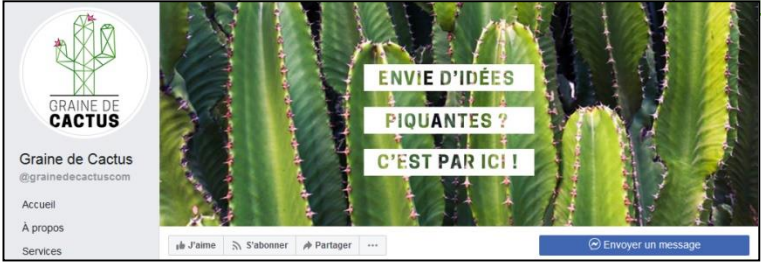 GRAINE DE
CACTUS
Graine de Cactus
@grainedecactuscom
Accueil
À propos
Services
ENVIE D'IDÉES
PIQUANTES ?
C'EST PAR ICI !
J'aime
S'abonner
Partager
Envoyer un message